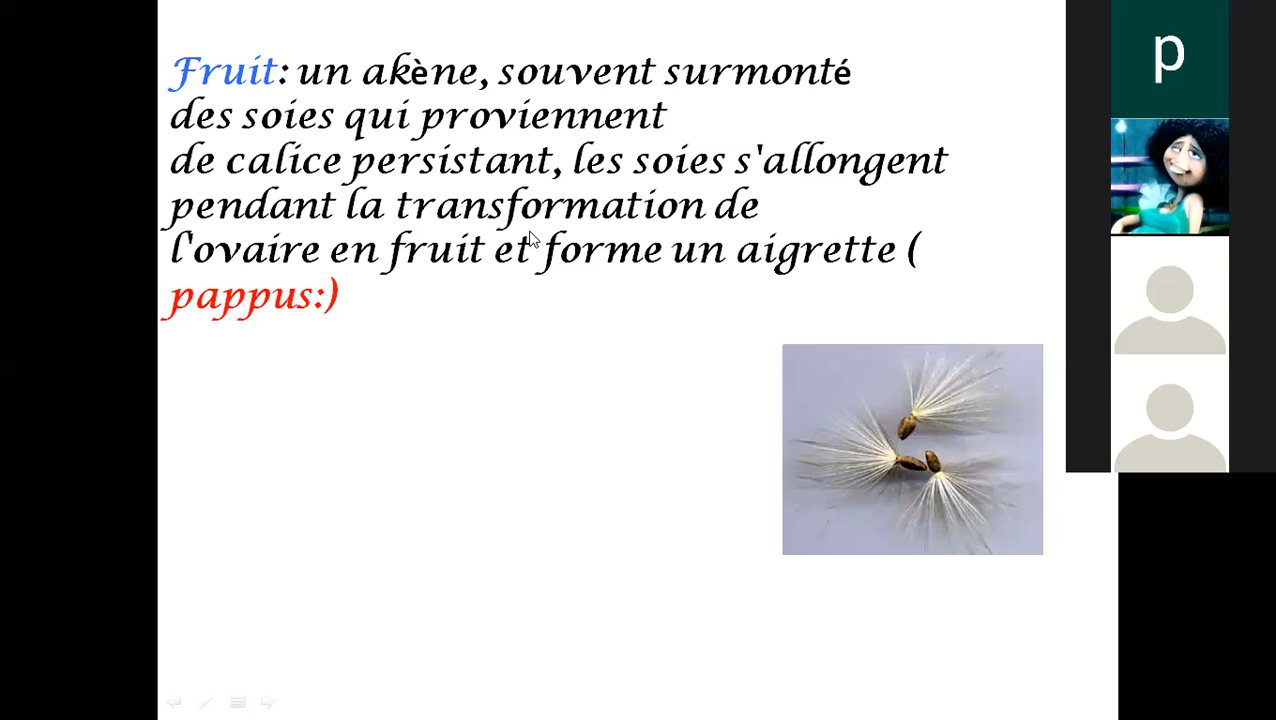 Fruit: un akène, souvent surmonté
des soies qui proviennent
de calice persistant, les soies s'allongent
pendant la transformation de
l'ovaire en fruit et forme un aigrette (
pappus:)
p